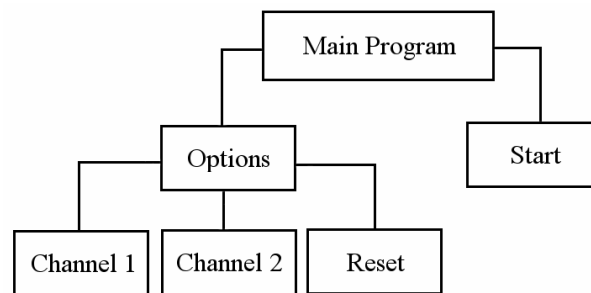 Main Program
Options
Start
Channel 1
Channel 2
Reset